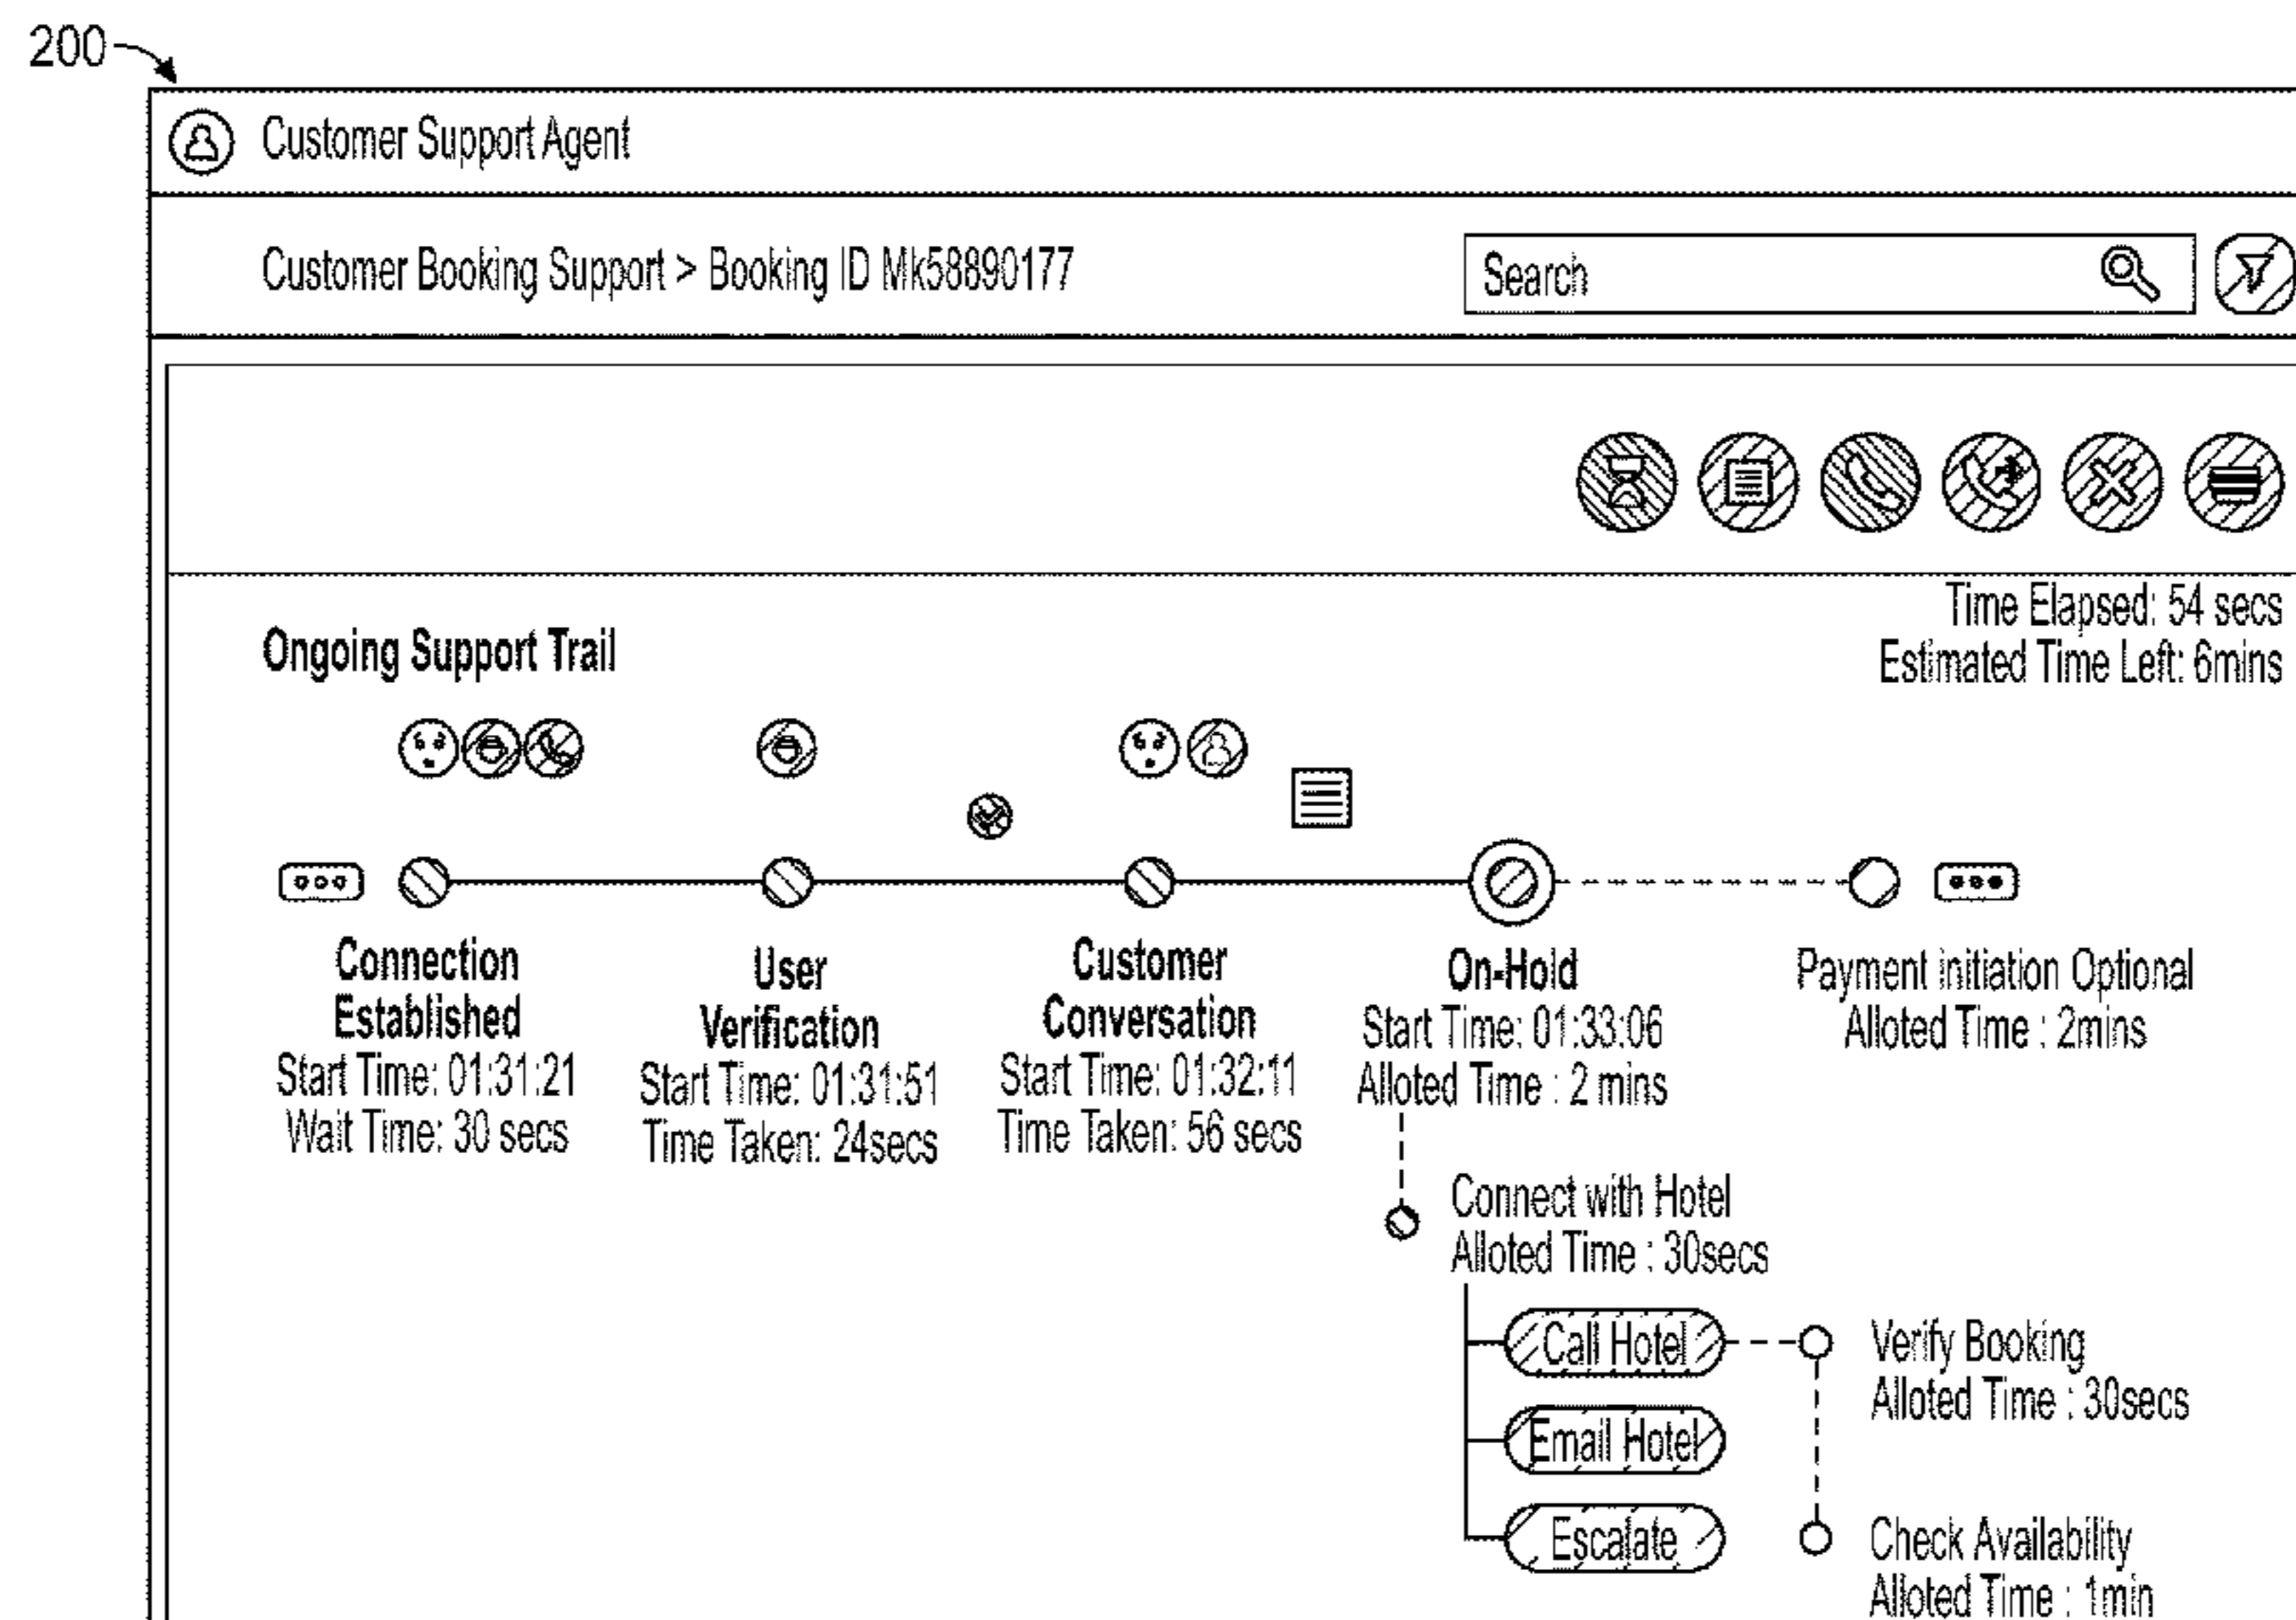 200
Customer Support Agent
Customer Booking Support > Booking ID Mk58890177
Search
Time Elapsed: 54 secs
Estimated Time Left: 6mins
Ongoing Support Trail
Connection
Established
Start Time: 01:31:21
Wait Time: 30 secs
User
Verification
Start Time: 01:31:51
Time Taken: 24secs
Customer
Conversation
Start Time: 01:32:11
Time Taken: 56 secs
On-Hold
Start Time: 01:33:06
Alloted Time : 2 mins
Payment initiation Optional
Alloted Time : 2mins
Connect with Hotel
Alloted Time : 30secs
Call Hotel
Email Hotel
Escalate
Verify Booking
Alloted Time : 30secs
Check Availability
Alloted Time : 1min